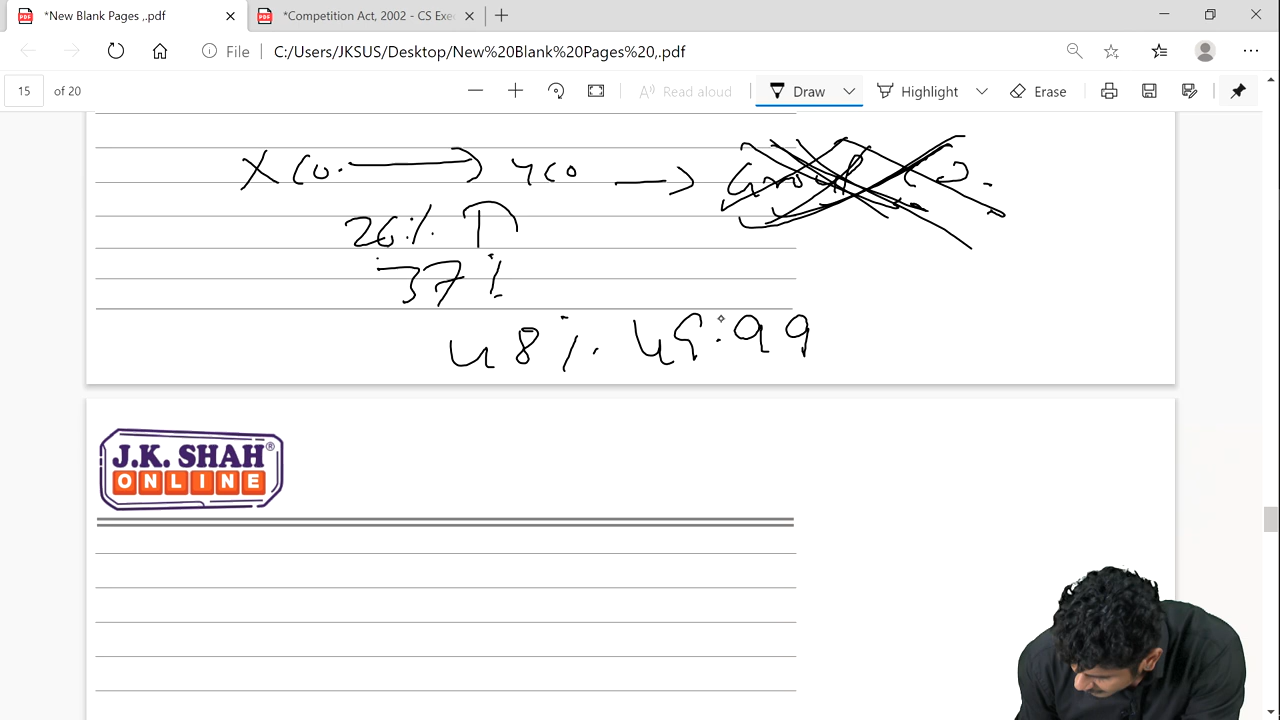 *New Blank Pages ,.pdf
*Competition Act, 2002 - CS Exec
File
C:/Users/JKSUS/Desktop/New%20Blank%20Pages%20,.pdf
15 of 20
Read aloud
Draw
Highlight
Erase
X Co. → Y Co → Group Co.
26% ↑
37%
48%. 49.99
J.K. SHAH®
ONLINE